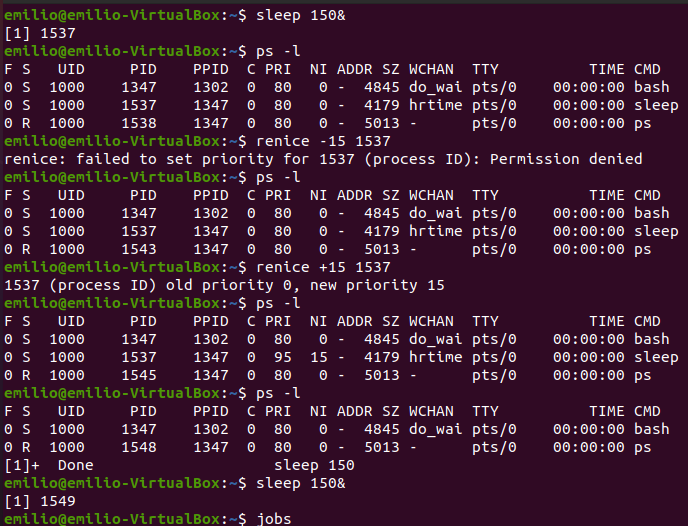 emilio@emilio-VirtualBox:~$ sleep 150&
[1] 1537
emilio@emilio-VirtualBox:~$ ps -l
F S   UID     PID    PPID  C PRI  NI ADDR SZ WCHAN  TTY          TIME CMD
0 S  1000    1347    1302  0  80   0 -  4845 do_wai pts/0    00:00:00 bash
0 S  1000    1537    1347  0  80   0 -  4179 hrtime pts/0    00:00:00 sleep
0 R  1000    1538    1347  0  80   0 -  5013 -      pts/0    00:00:00 ps
emilio@emilio-VirtualBox:~$ renice -15 1537
renice: failed to set priority for 1537 (process ID): Permission denied
emilio@emilio-VirtualBox:~$ ps -l
F S   UID     PID    PPID  C PRI  NI ADDR SZ WCHAN  TTY          TIME CMD
0 S  1000    1347    1302  0  80   0 -  4845 do_wai pts/0    00:00:00 bash
0 S  1000    1537    1347  0  80   0 -  4179 hrtime pts/0    00:00:00 sleep
0 R  1000    1543    1347  0  80   0 -  5013 -      pts/0    00:00:00 ps
emilio@emilio-VirtualBox:~$ renice +15 1537
1537 (process ID) old priority 0, new priority 15
emilio@emilio-VirtualBox:~$ ps -l
F S   UID     PID    PPID  C PRI  NI ADDR SZ WCHAN  TTY          TIME CMD
0 S  1000    1347    1302  0  80   0 -  4845 do_wai pts/0    00:00:00 bash
0 S  1000    1537    1347  0  95  15 -  4179 hrtime pts/0    00:00:00 sleep
0 R  1000    1545    1347  0  80   0 -  5013 -      pts/0    00:00:00 ps
emilio@emilio-VirtualBox:~$ ps -l
F S   UID     PID    PPID  C PRI  NI ADDR SZ WCHAN  TTY          TIME CMD
0 S  1000    1347    1302  0  80   0 -  4845 do_wai pts/0    00:00:00 bash
0 R  1000    1548    1347  0  80   0 -  5013 -      pts/0    00:00:00 ps
[1]+  Done                    sleep 150
emilio@emilio-VirtualBox:~$ sleep 150&
[1] 1549
emilio@emilio-VirtualBox:~$ jobs